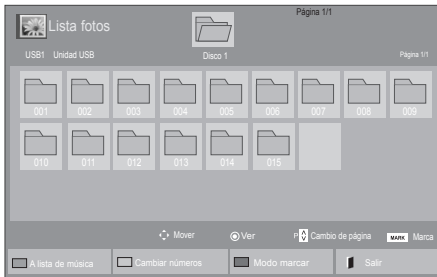 Página 1/1
Lista fotos
USB1 Unidad USB Disco 1 Página 1/1
001 002 003 004 005 006 007 008 009
010 011 012 013 014 015
Mover Ver P Cambio de página MARK Marca
A lista de música Cambiar números Modo marcar Salir